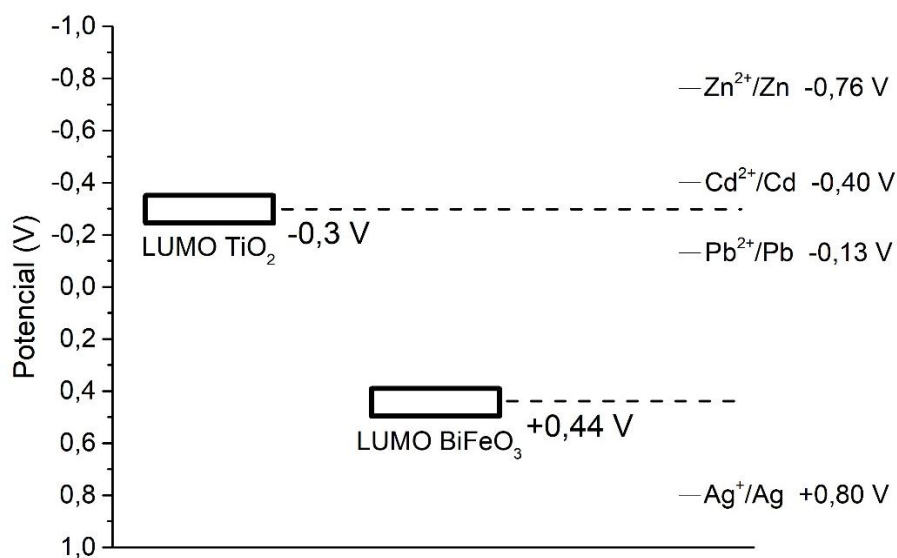 Potencial (V)
-1,0
-0,8
-0,6
-0,4
-0,2
0,0
0,2
0,4
0,6
0,8
1,0
LUMO TiO₂
-0,3 V
LUMO BiFeO₃
+0,44 V
Zn²⁺/Zn -0,76 V
Cd²⁺/Cd -0,40 V
Pb²⁺/Pb -0,13 V
Ag⁺/Ag +0,80 V